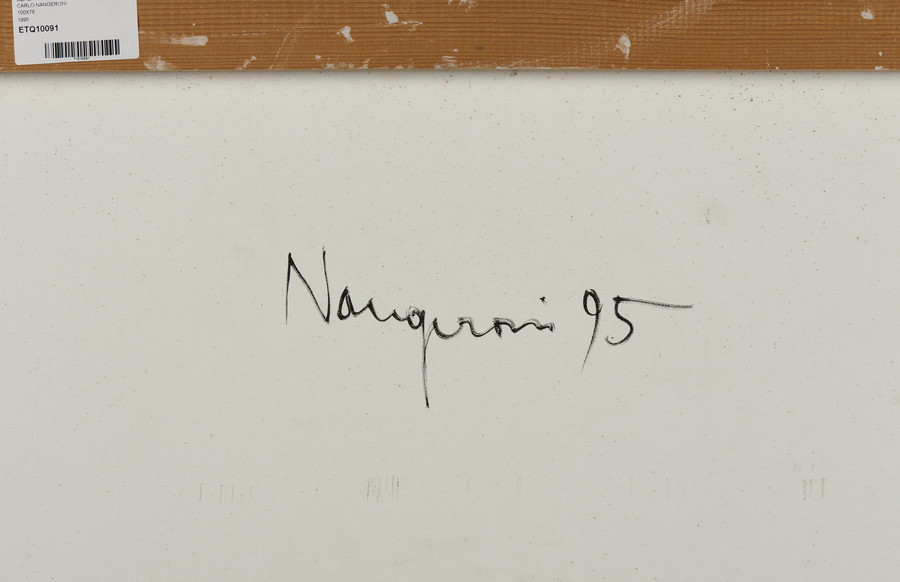 CARLO NANGERONI
100X78
1995
ETQ10091
Nangeroni 95